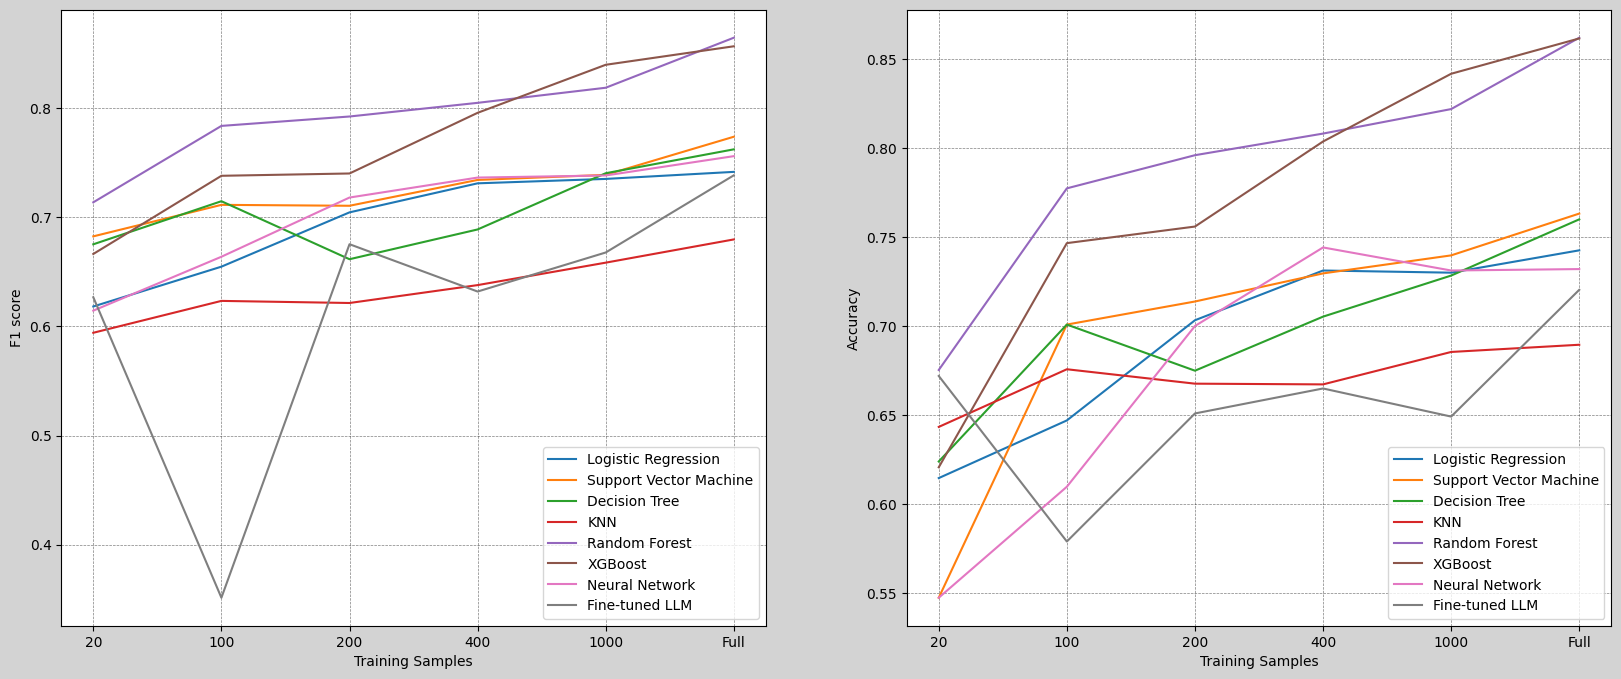 F1 score
0.8
0.7
0.6
0.5
0.4
20 100 200 400 1000 Full
Training Samples
Logistic Regression
Support Vector Machine
Decision Tree
KNN
Random Forest
XGBoost
Neural Network
Fine-tuned LLM
Accuracy
0.85
0.80
0.75
0.70
0.65
0.60
0.55
20 100 200 400 1000 Full
Training Samples
Logistic Regression
Support Vector Machine
Decision Tree
KNN
Random Forest
XGBoost
Neural Network
Fine-tuned LLM